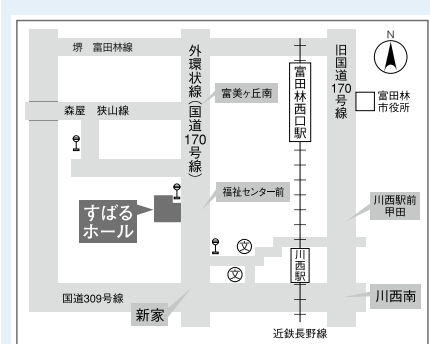 堺 富田林線
外環状線(国道170号線)
富田林西口駅
旧国道170号線
N
富田林
市役所
富美ヶ丘南
森屋 狭山線
福祉センター前
すばる
ホール
川西駅前
甲田
文
文
川西駅
国道309号線
新家
川西南
近鉄長野線